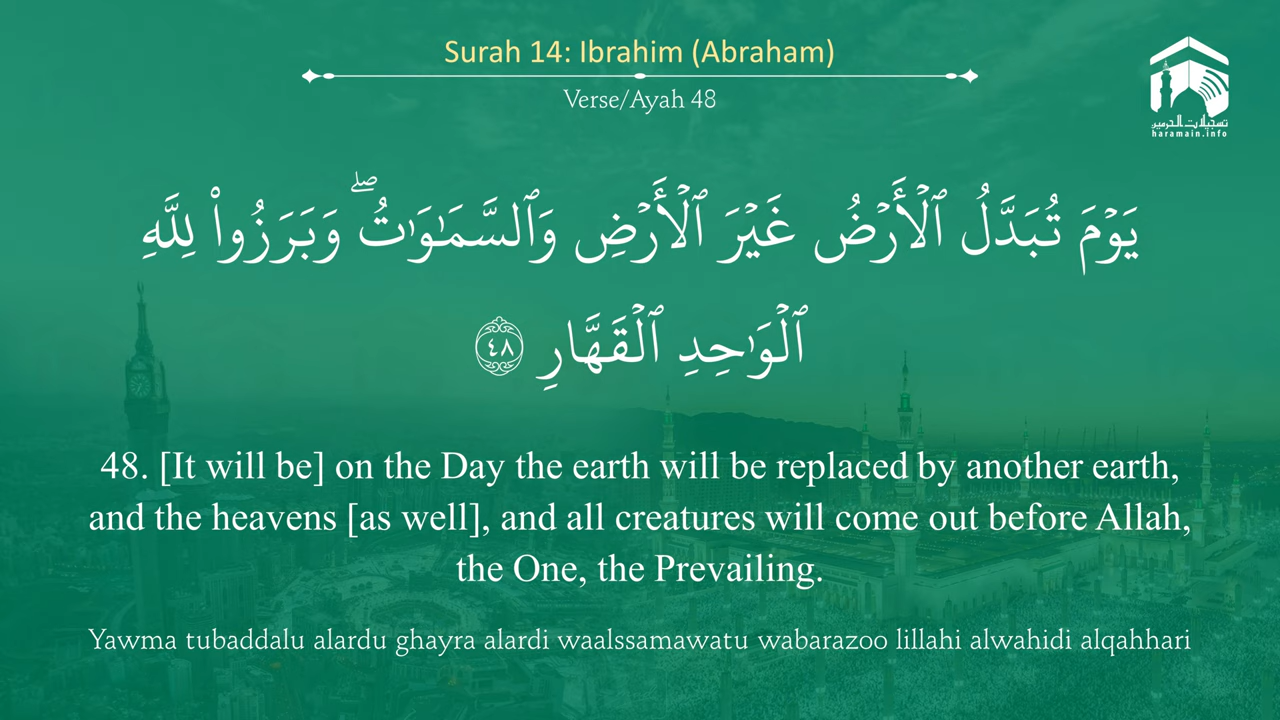 Surah 14: Ibrahim (Abraham)
Verse/Ayah 48
تسجيلات الحرمين
haramain.info
يَوْمَ تُبَدَّلُ ٱلْأَرْضُ غَيْرَ ٱلْأَرْضِ وَٱلسَّمَـٰوَٰتُ ۖ وَبَرَزُوا۟ لِلَّهِ
ٱلْوَٰحِدِ ٱلْقَهَّارِ ٤٨
48. [It will be] on the Day the earth will be replaced by another earth,
and the heavens [as well], and all creatures will come out before Allah,
the One, the Prevailing.
Yawma tubaddalu alardu ghayra alardi waalssamawatu wabarazoo lillahi alwahidi alqahhari